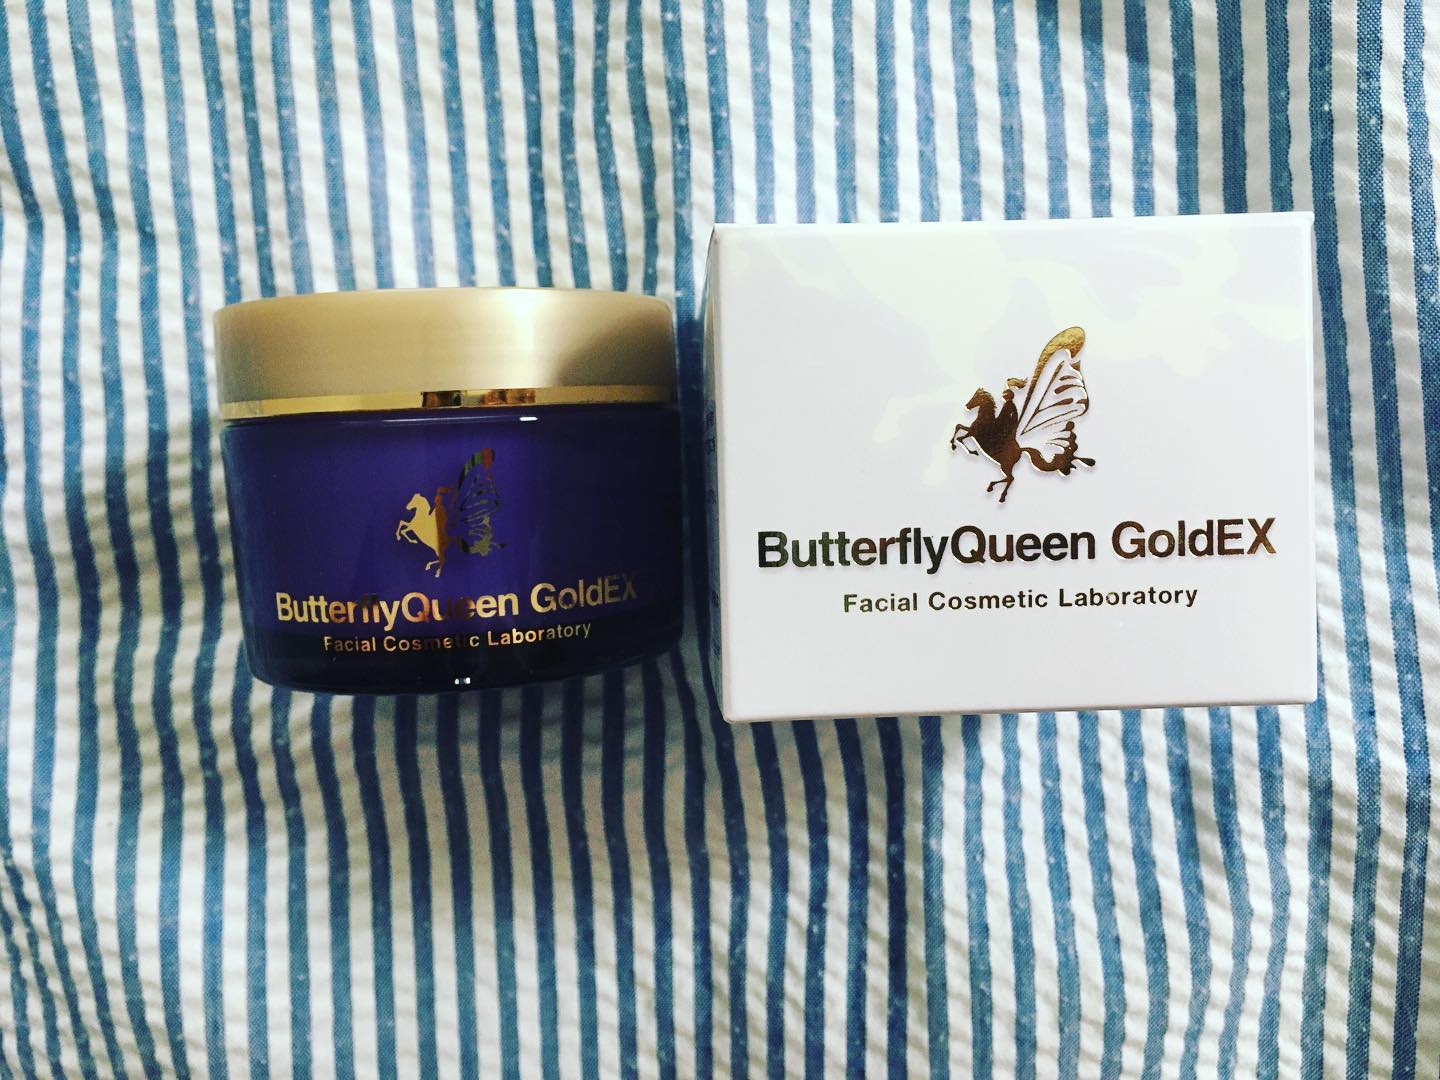 ButterflyQueen GoldEX
Facial Cosmetic Laboratory
ButterflyQueen GoldEX
Facial Cosmetic Laboratory